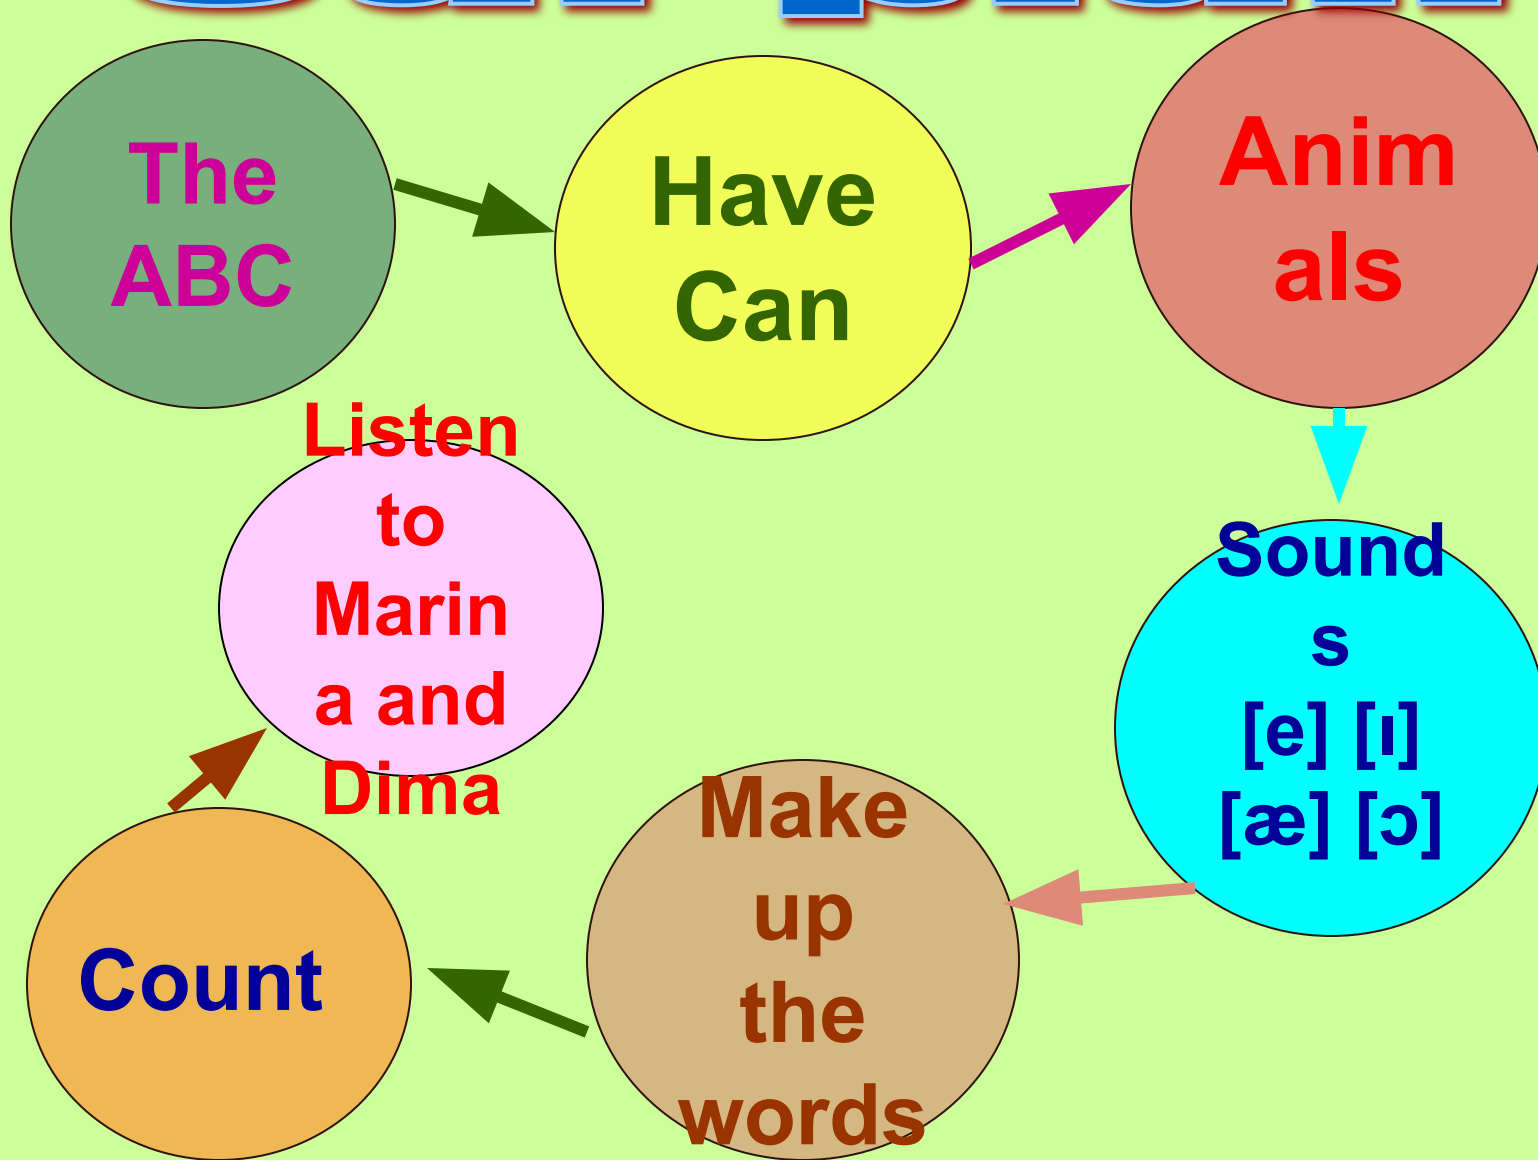 The
ABC
Have
Can
Anim
als
Sound
s
[e] [ı]
[æ] [ɔ]
Make
up
the
words
Count
Listen
to
Marin
a and
Dima